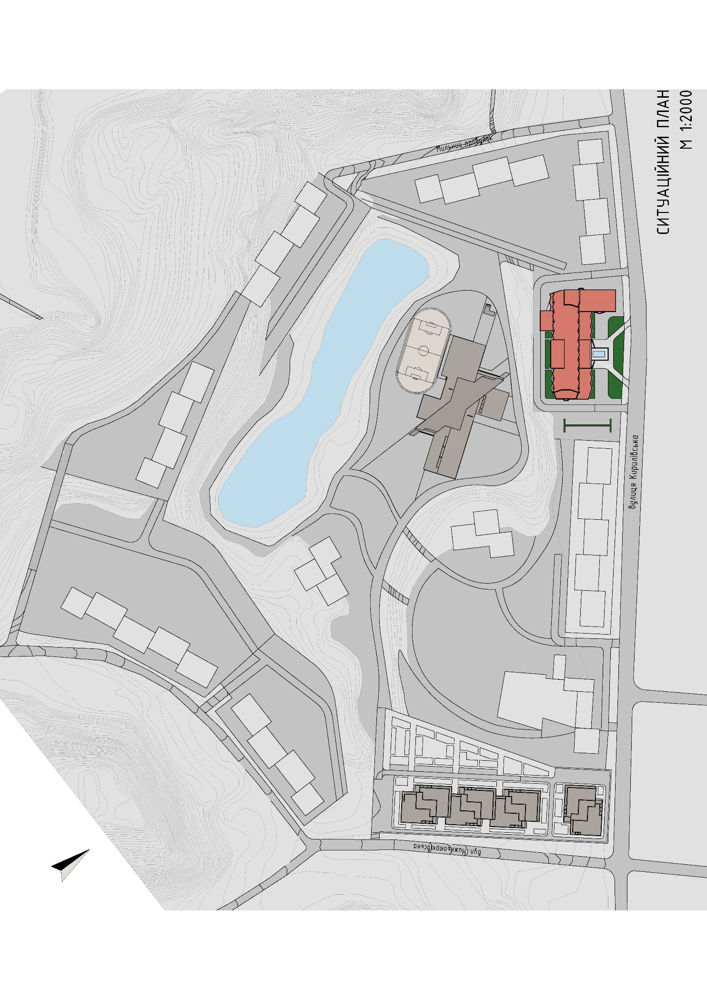 СИТУАЦІЙНИЙ ПЛАН
М 1:2000
Мильний провулок
вулиця Кирилівська
вул.Нижньоюрківська